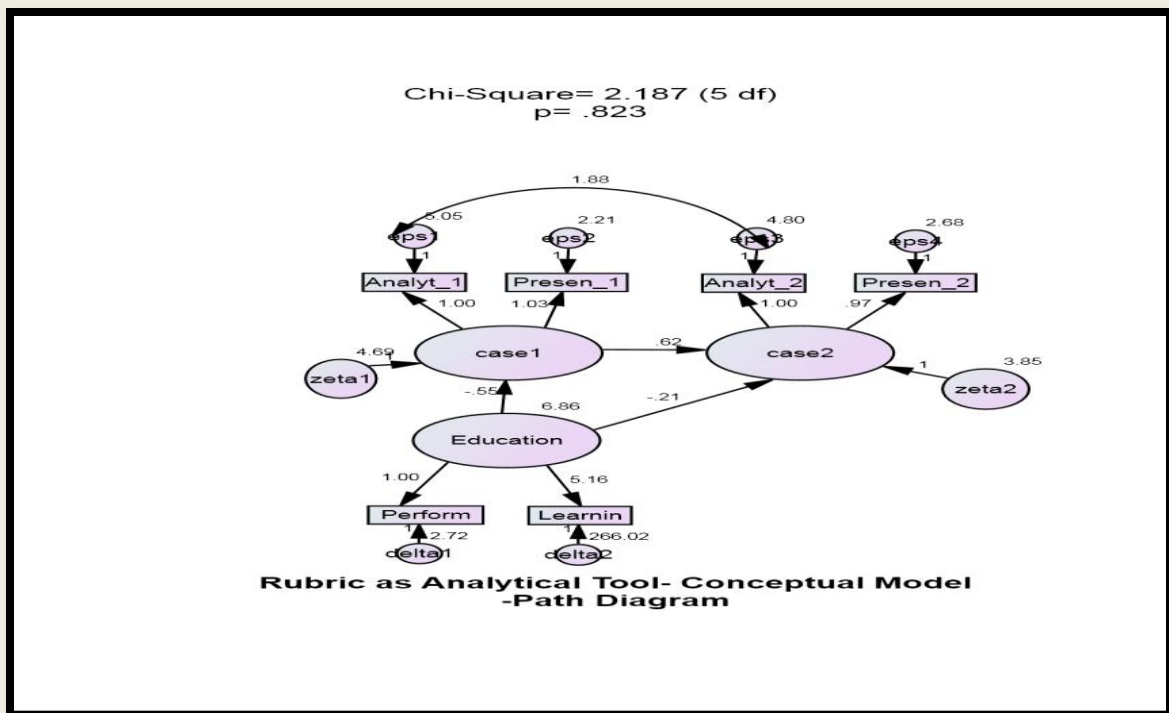 Chi-Square= 2.187 (5 df)
p= .823
1.88
5.05
2.21
4.80
2.68
eps1
eps2
eps3
eps4
1
1
1
1
Analyt_1
Presen_1
Analyt_2
Presen_2
1.00
1.03
1.00
.97
case1
.62
case2
4.69
1
zeta1
1
3.85
zeta2
-.55
-.21
6.86
Education
1.00
5.16
Perform
Learnin
1
2.72
1
266.02
delta1
delta2
Rubric as Analytical Tool- Conceptual Model
-Path Diagram